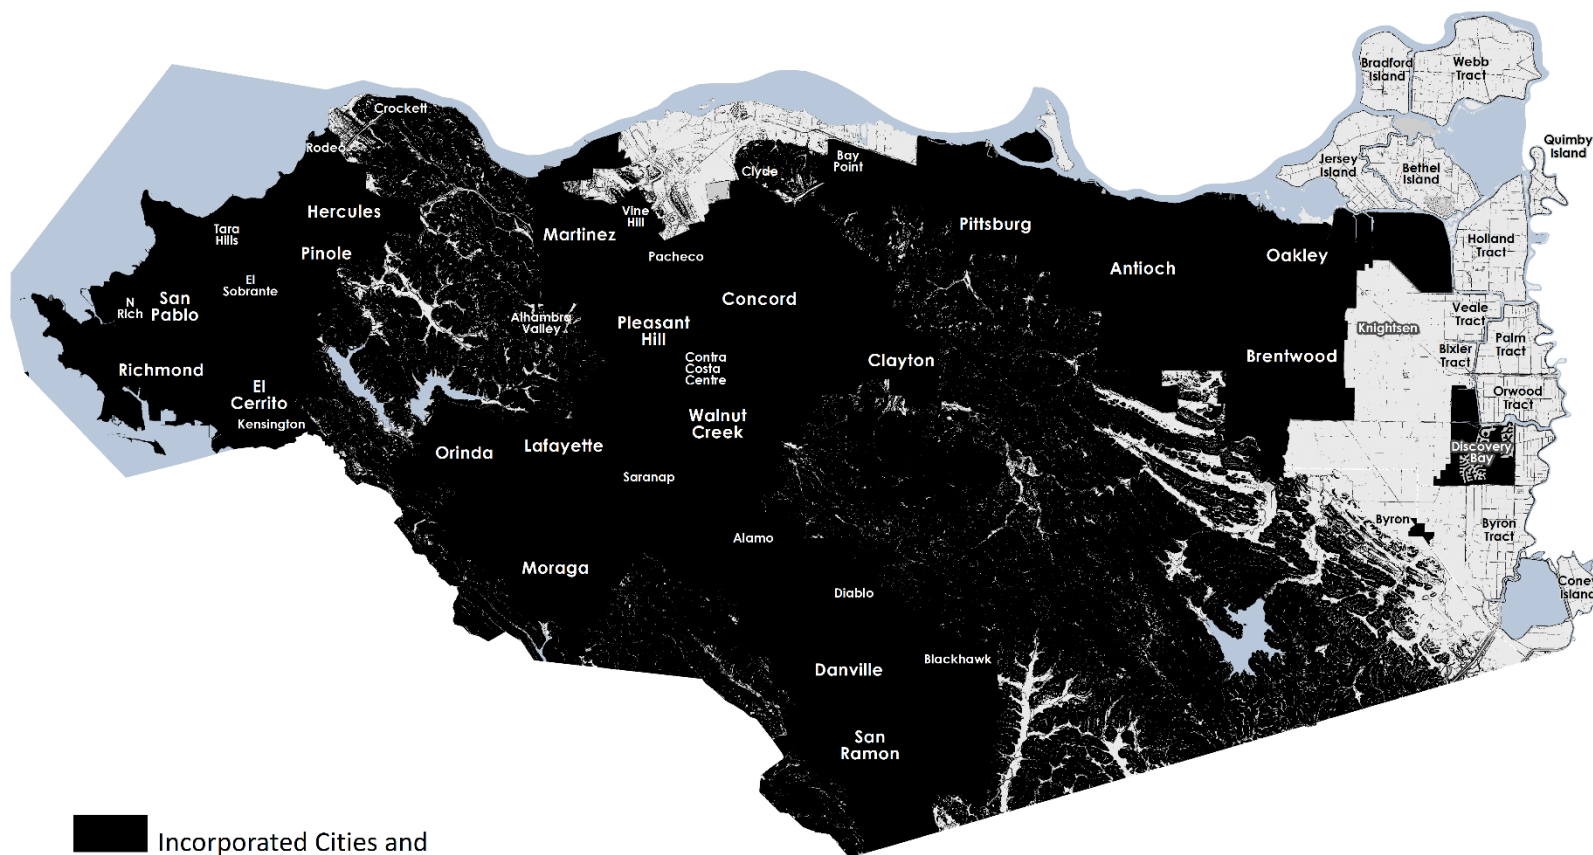 Bradford
Island
Webb
Tract
Crockett
Rodeo
Quimby
Island
Jersey
Island
Bethel
Island
Clyde
Bay
Point
Hercules
Vine
Hill
Martinez
Pittsburg
Tara
Hills
Pinole
Pacheco
Antioch
Oakley
Holland
Tract
El
Sobrante
N
Rich
San
Pablo
Concord
Alhambra
Valley
Pleasant
Hill
Knightsen
Veale
Tract
Palm
Tract
Bixler
Tract
Richmond
Contra
Costa
Centre
Clayton
Brentwood
El
Cerrito
Kensington
Walnut
Creek
Orwood
Tract
Orinda
Lafayette
Saranap
Discovery
Bay
Byron
Byron
Tract
Alamo
Moraga
Diablo
Coney
Island
Danville
Blackhawk
San
Ramon
Incorporated Cities and